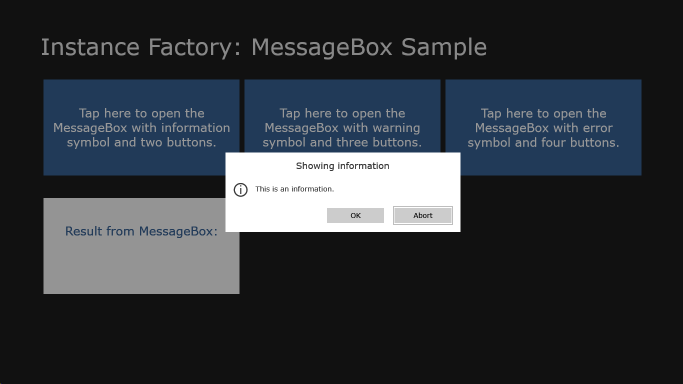 Instance Factory: MessageBox Sample
Tap here to open the
MessageBox with information
symbol and two buttons.
Tap here to open the
MessageBox with warning
symbol and three buttons.
Tap here to open the
MessageBox with error
symbol and four buttons.
Showing information
This is an information.
OK
Abort
Result from MessageBox: